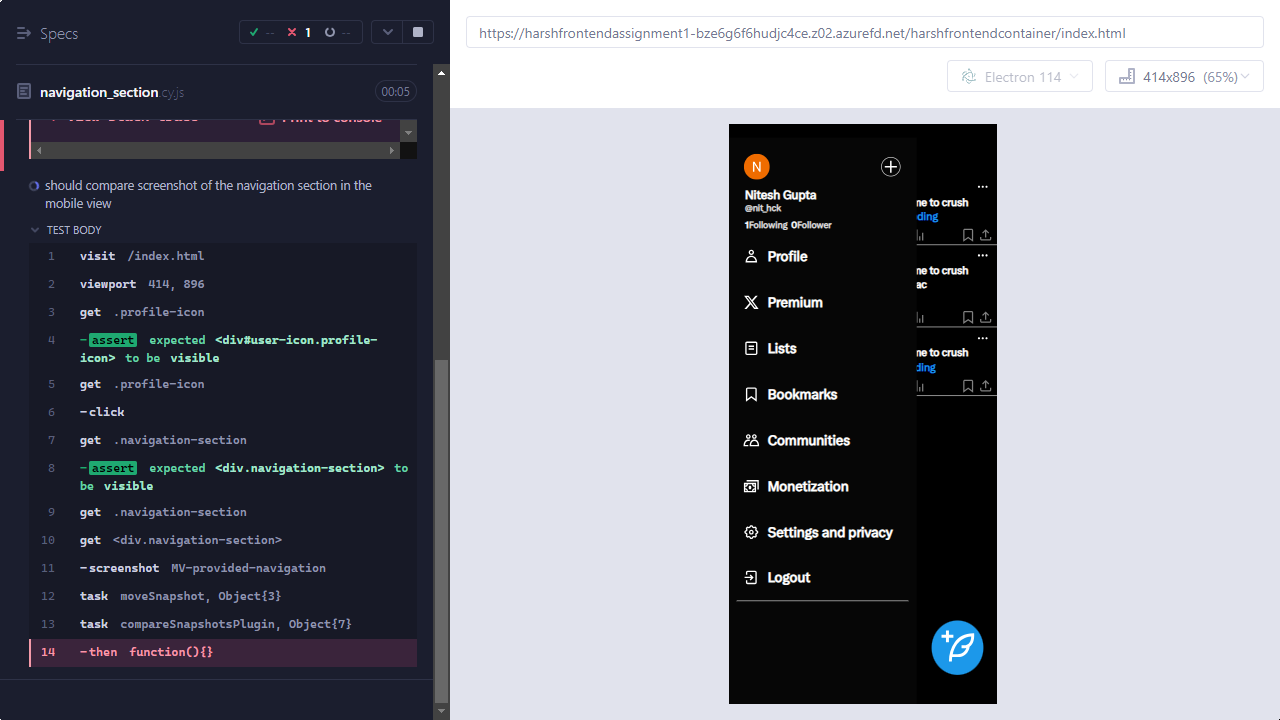 Specs
--
1
--
navigation_section.cy.js
00:05
should compare screenshot of the navigation section in the
mobile view
TEST BODY
1 visit /index.html
2 viewport 414, 896
3 get .profile-icon
4 -assert expected <div#user-icon.profile-
icon> to be visible
5 get .profile-icon
6 -click
7 get .navigation-section
8 -assert expected <div.navigation-section> to
be visible
9 get .navigation-section
10 get <div.navigation-section>
11 -screenshot MV-provided-navigation
12 task moveSnapshot, Object{3}
13 task compareSnapshotsPlugin, Object{7}
14 -then function(){}
https://harshfrontendassignment1-bze6g6f6hudjc4ce.z02.azurefd.net/harshfrontendcontainer/index.html
Electron 114
414x896 (65%)
N
Nitesh Gupta
@nit_hck
1Following 0Follower
Profile
Premium
Lists
Bookmarks
Communities
Monetization
Settings and privacy
Logout
me to crush
ding
me to crush
ac
me to crush
ding